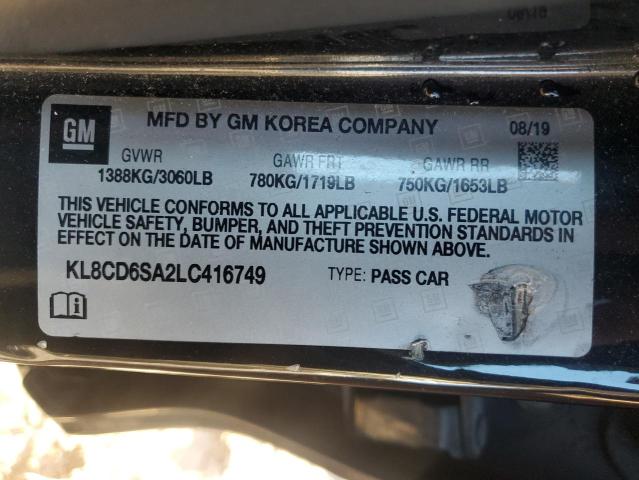 GM
MFD BY GM KOREA COMPANY 08/19
GVWR GAWR FRT GAWR RR
1388KG/3060LB 780KG/1719LB 750KG/1653LB
THIS VEHICLE CONFORMS TO ALL APPLICABLE U.S. FEDERAL MOTOR
VEHICLE SAFETY, BUMPER, AND THEFT PREVENTION STANDARDS IN
EFFECT ON THE DATE OF MANUFACTURE SHOWN ABOVE.
KL8CD6SA2LC416749 TYPE: PASS CAR